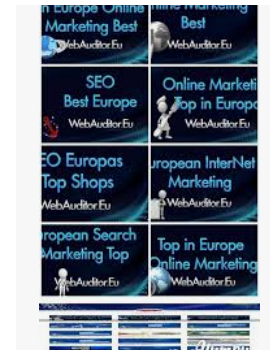 n Europe Online
Marketing Best
WebAuditor.Eu
nline Marketing
Best
WebAuditor.Eu
SEO
Best Europe
WebAuditor.Eu
Online Marketi
Top in Europ
WebAuditor.Eu
EO Europas
Top Shops
WebAuditor.Eu
uropean InterNet
Marketing
WebAuditor.Eu
uropean Search
Marketing Top
WebAuditor.Eu
Top in Europe
Online Marketing
WebAuditor.Eu